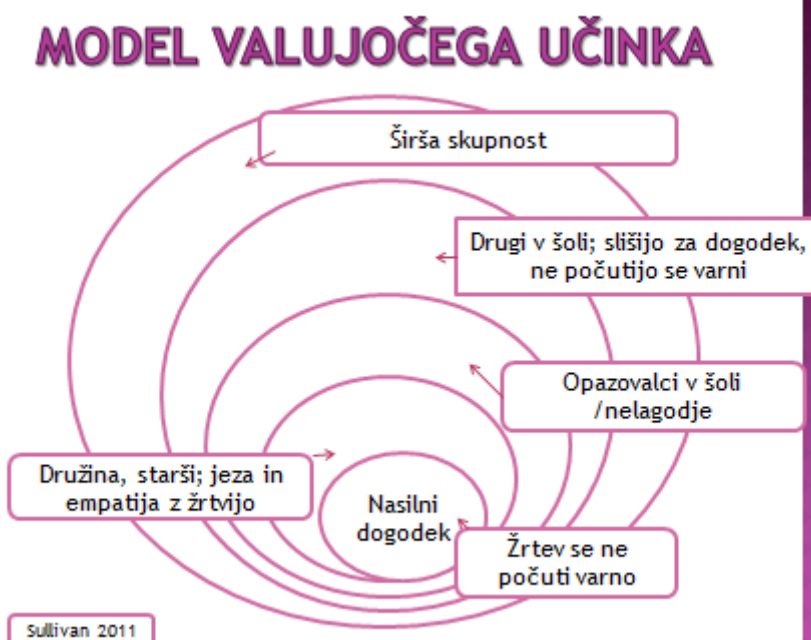 MODEL VALUJOČEGA UČINKA
Širša skupnost
Drugi v šoli; slišijo za dogodek,
ne počutijo se varni
Opazovalci v šoli
/nelagodje
Družina, starši; jeza in
empatija z žrtvijo
Nasilni
dogodek
Žrtev se ne
počuti varno
Sullivan 2011